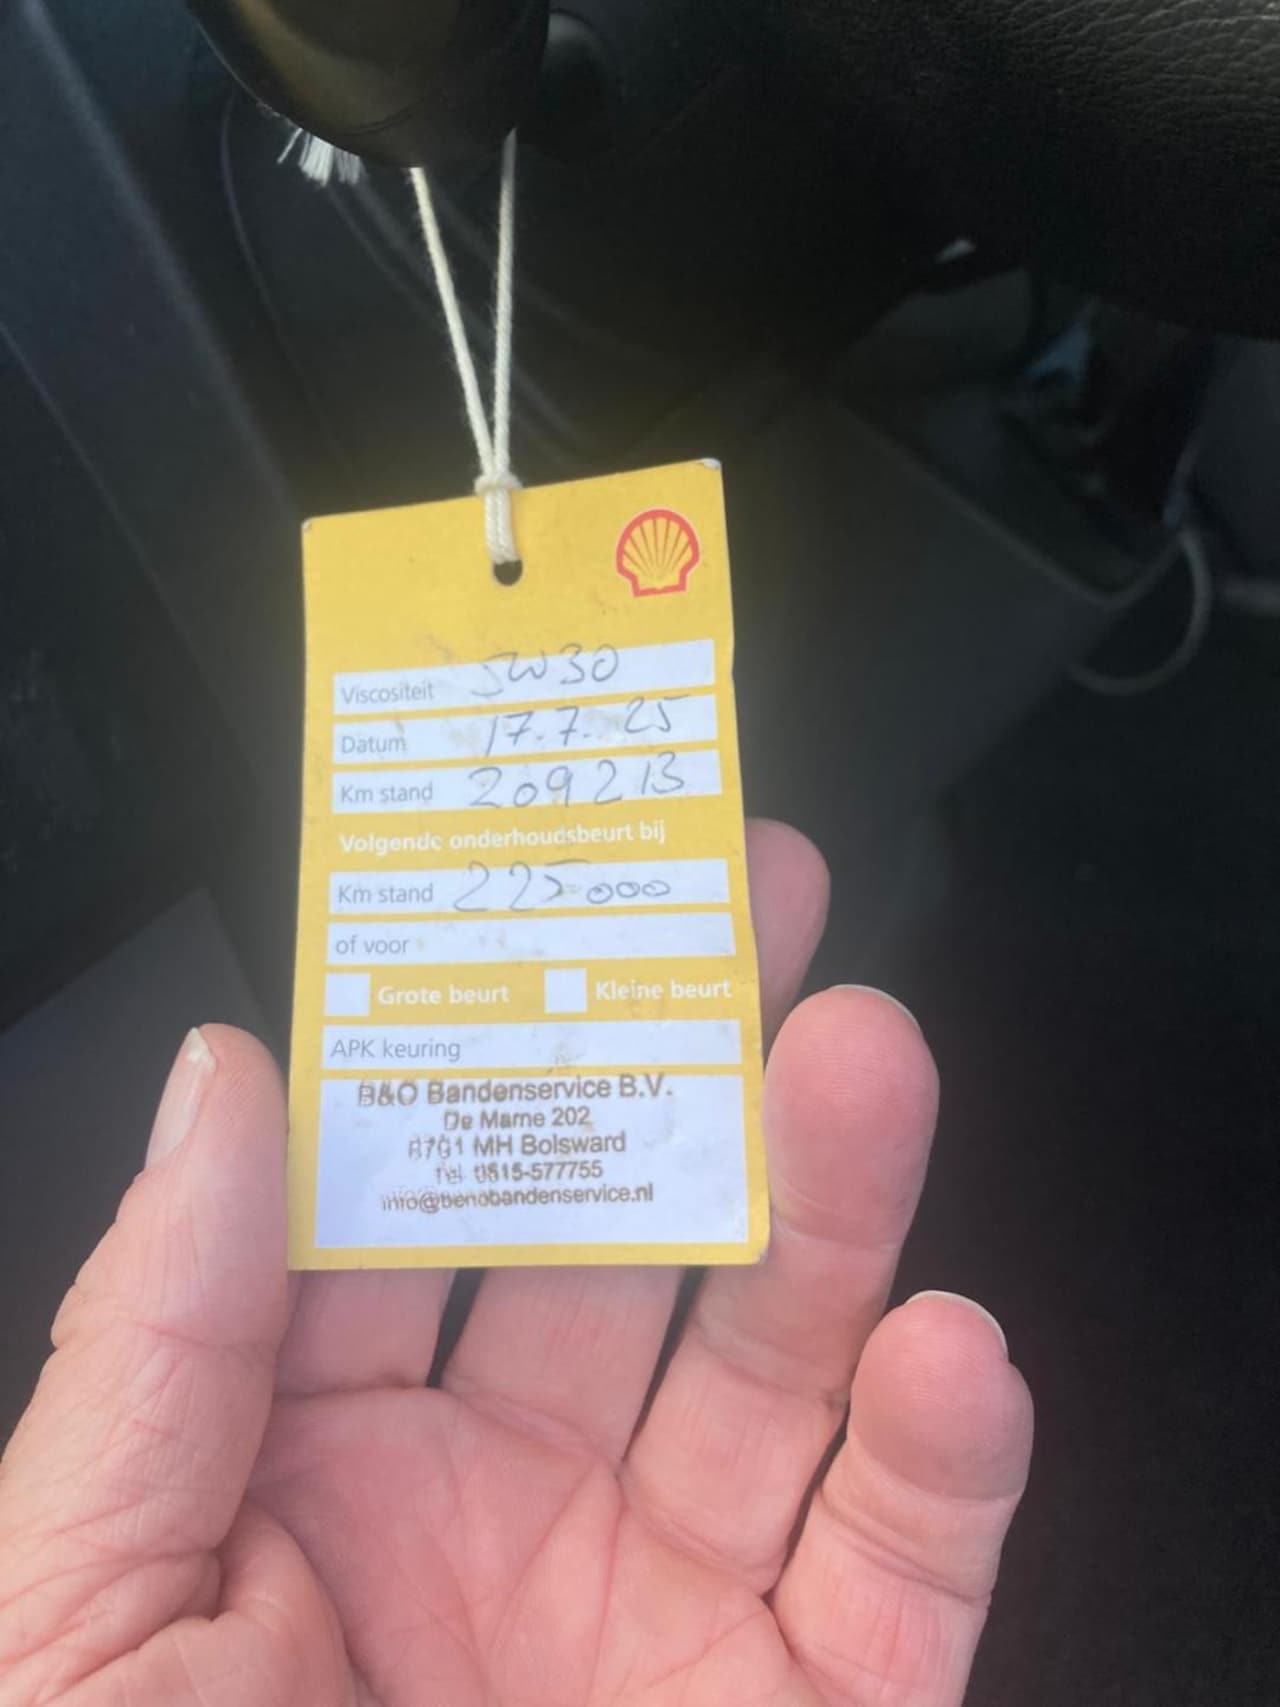 Viscositeit 5W30
Datum 17.7.25
Km stand 209213
Volgende onderhoudsbeurt bij
Km stand 225000
of voor
Grote beurt Kleine beurt
APK keuring
B&O Bandenservice B.V.
De Marne 202
8701 MH Bolsward
Tel. 0515-577755
info@benobandenservice.nl